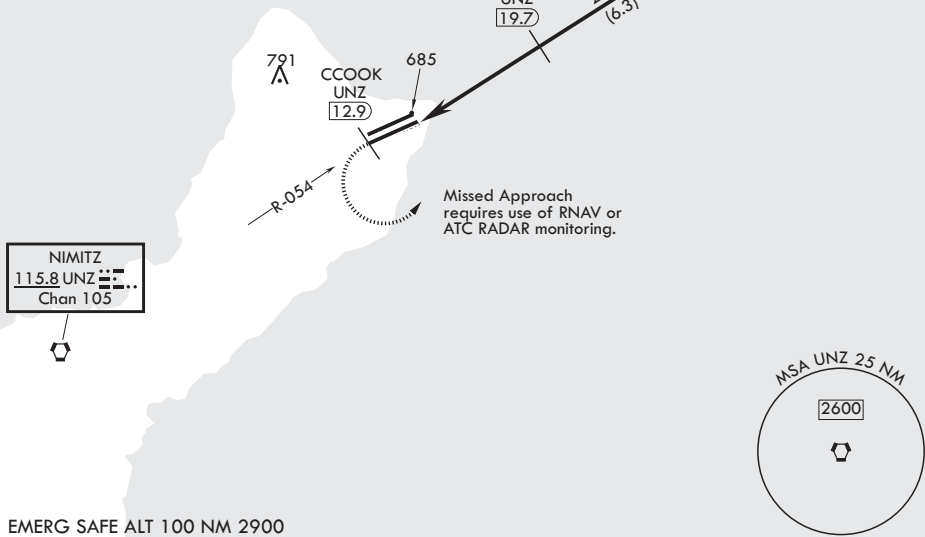 UNZ
19.7
(6.3)
791
685
CCOOK
UNZ
12.9
R-054
Missed Approach
requires use of RNAV or
ATC RADAR monitoring.
NIMITZ
115.8 UNZ
Chan 105
MSA UNZ 25 NM
2600
EMERG SAFE ALT 100 NM 2900